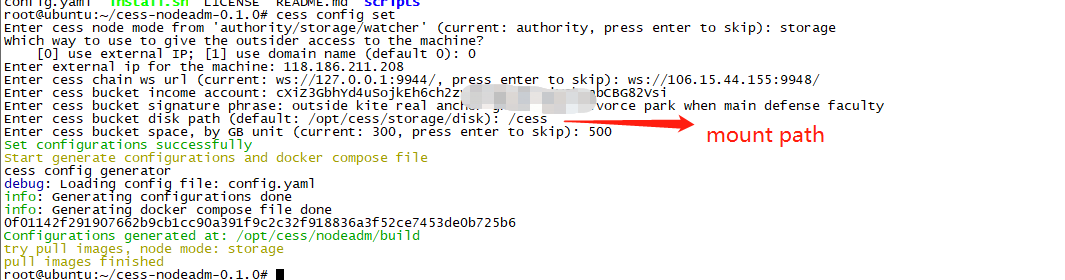 config.yaml install.sh LICENSE README.md scripts
root@ubuntu:~/cess-nodeadm-0.1.0# cess config set
Enter cess node mode from 'authority/storage/watcher' (current: authority, press enter to skip): storage
Which way to use to give the outsider access to the machine?
[0] use external IP; [1] use domain name (default 0): 0
Enter external ip for the machine: 118.186.211.208
Enter cess chain ws url (current: ws://127.0.0.1:9944/, press enter to skip): ws://106.15.44.155:9948/
Enter cess bucket income account:
Enter cess bucket signature phrase: outside kite real park when main defense faculty
Enter cess bucket disk path (default: /opt/cess/storage/disk): /cess
mount path
Enter cess bucket space, by GB unit (current: 300, press enter to skip): 500
Set configurations successfully
Start generate configurations and docker compose file
cess config generator
debug: Loading config file: config.yaml
info: Generating configurations done
info: Generating docker compose file done
0f01142f291907662b9cb1cc90a391f9c2c32f918836a3f52ce7453de0b725b6
Configurations generated at: /opt/cess/nodeadm/build
try pull images, node mode: storage
pull images finished
root@ubuntu:~/cess-nodeadm-0.1.0#